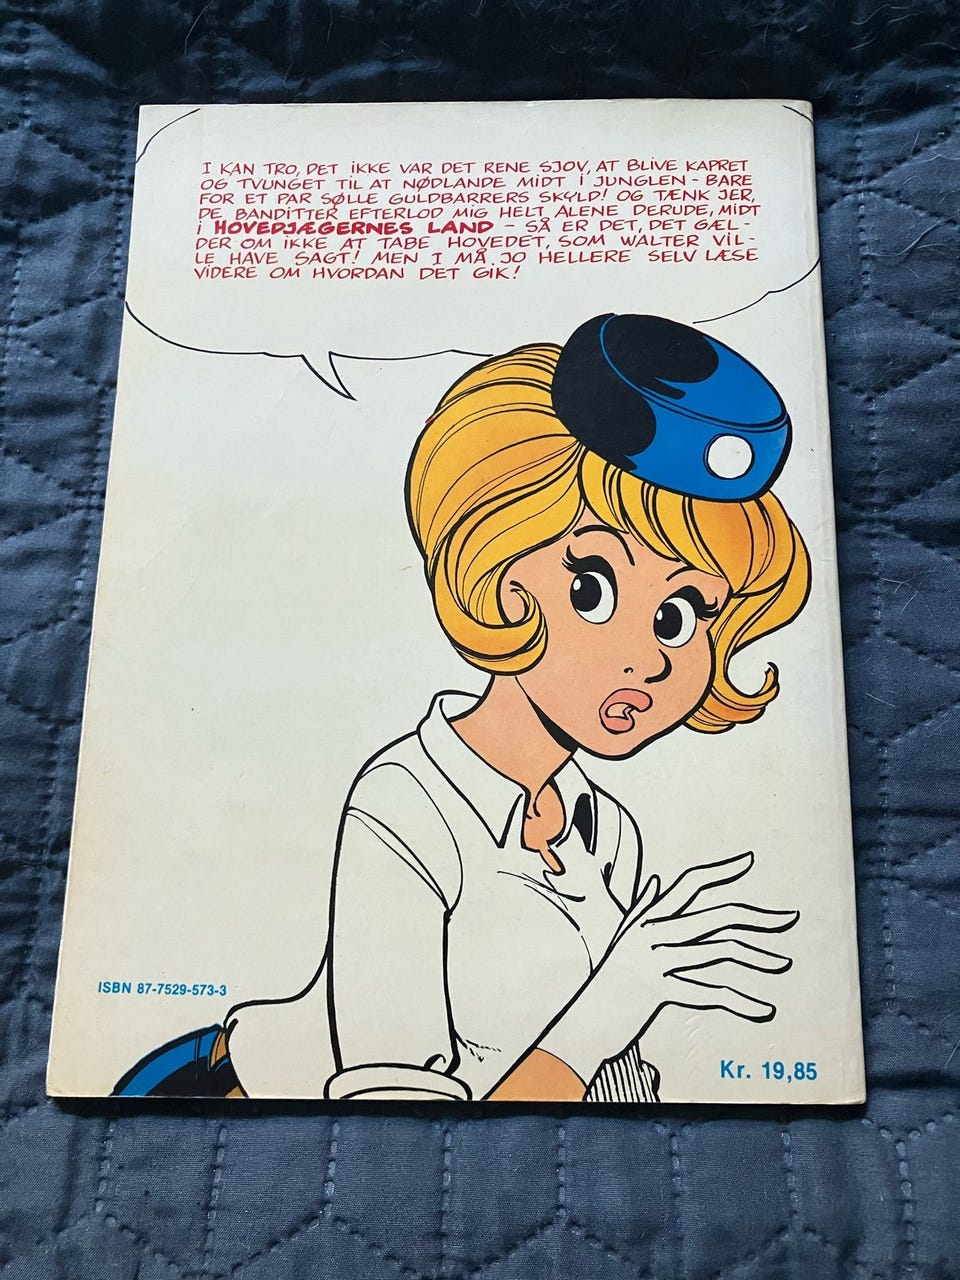 I KAN TRO, DET IKKE VAR DET RENE SJOV, AT BLIVE KAPRET
OG TVUNGET TIL AT NØDLANDE MIDT I JUNGLEN - BARE
FOR ET PAR SØLLE GULDBARRERS SKYLD! OG TÆNK JER,
DE BANDITTER EFTERLOD MIG HELT ALENE DERUDE, MIDT
I HOVEDJÆGERNES LAND - SÅ ER DET, DET GÆL-
DER OM IKKE AT TABE HOVEDET, SOM WALTER VIL-
LE HAVE SAGT! MEN I MÅ JO HELLERE SELV LÆSE
VIDERE OM HVORDAN DET GIK!
ISBN 87-7529-573-3
Kr. 19,85